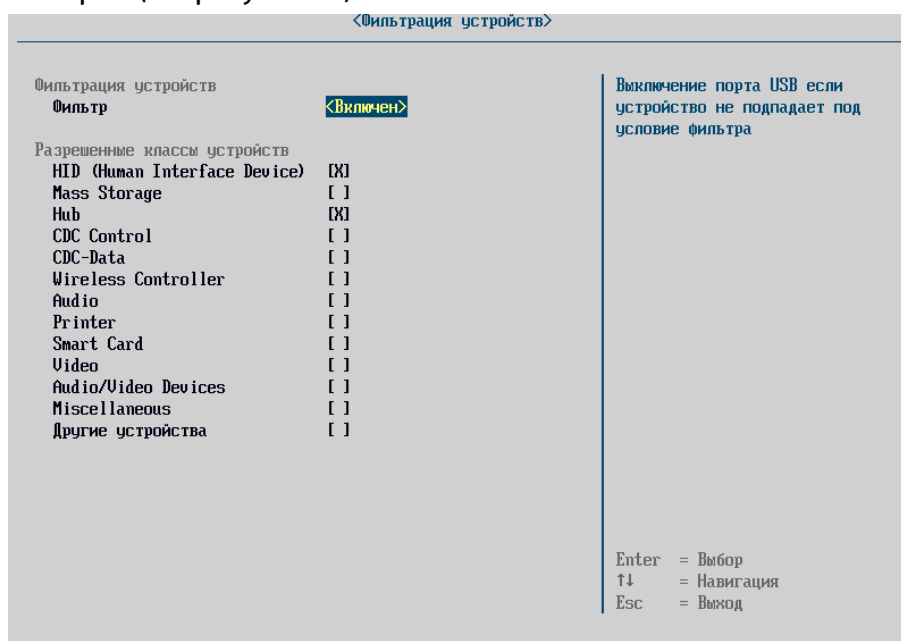 <Фильтрация устройств>
Фильтрация устройств
Фильтр <Включен>
Разрешенные классы устройств
HID (Human Interface Device) [X]
Mass Storage [ ]
Hub [X]
CDC Control [ ]
CDC-Data [ ]
Wireless Controller [ ]
Audio [ ]
Printer [ ]
Smart Card [ ]
Video [ ]
Audio/Video Devices [ ]
Miscellaneous [ ]
Другие устройства [ ]
Выключение порта USB если
устройство не подпадает под
условие фильтра
Enter = Выбор
↑↓ = Навигация
Esc = Выход